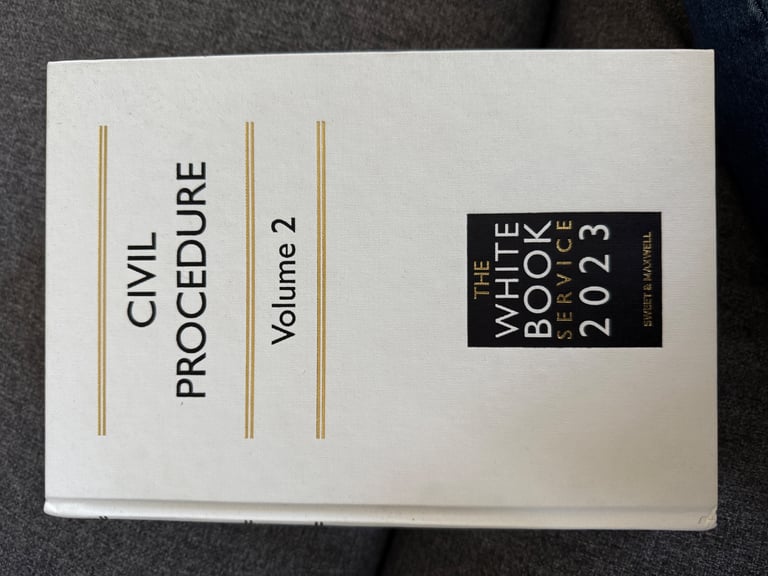 CIVIL
PROCEDURE
Volume 2
THE
WHITE
BOOK
SERVICE
2023
SWEET & MAXWELL